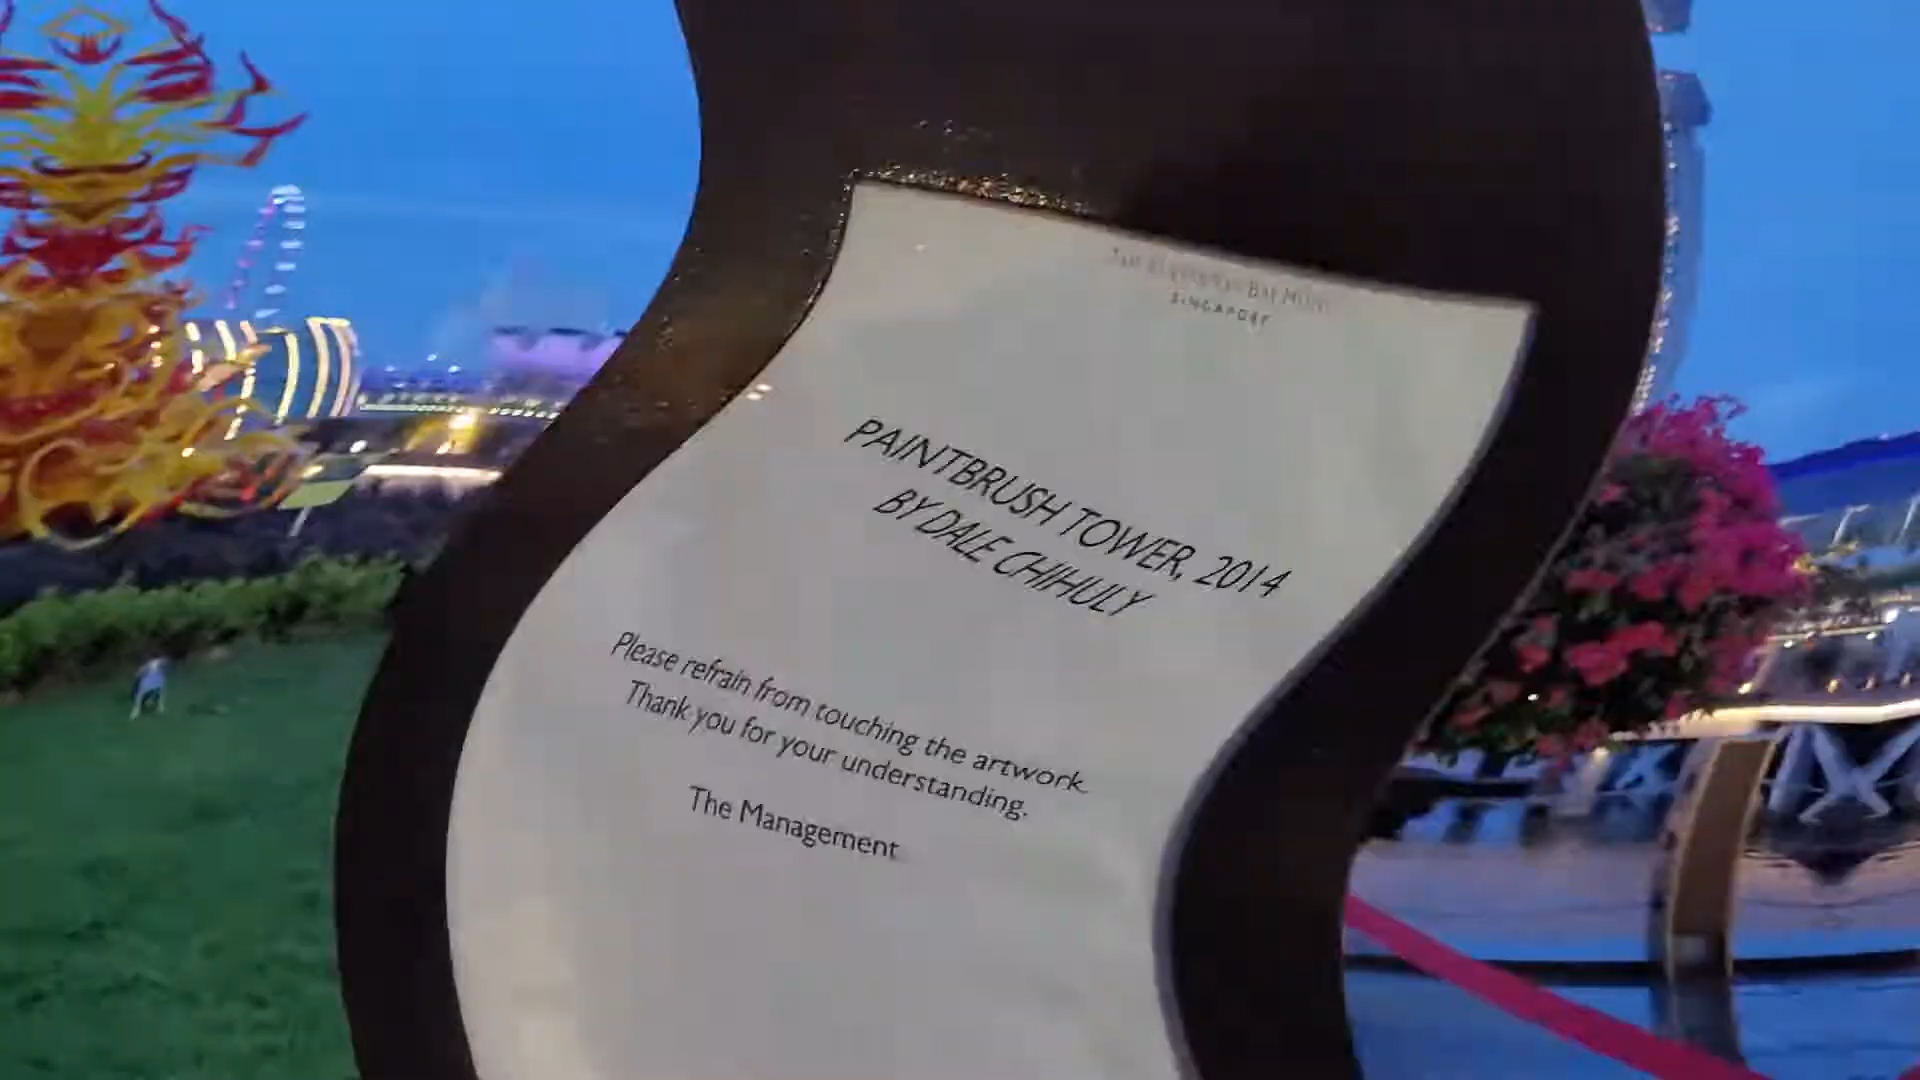 SINGAPORE
PAINTBRUSH TOWER, 2014
BY DALE CHIHULY
Please refrain from touching the artwork.
Thank you for your understanding.
The Management